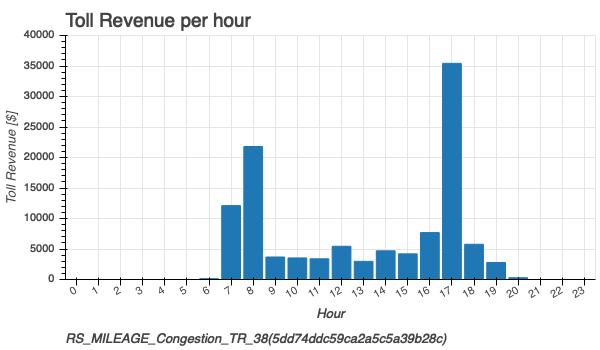 Toll Revenue per hour
40000
35000
30000
25000
20000
15000
10000
5000
0
Toll Revenue [$]
0 1 2 3 4 5 6 7 8 9 10 11 12 13 14 15 16 17 18 19 20 21 22 23
Hour
RS_MILEAGE_Congestion_TR_38(5dd74ddc59ca2a5c5a39b28c)